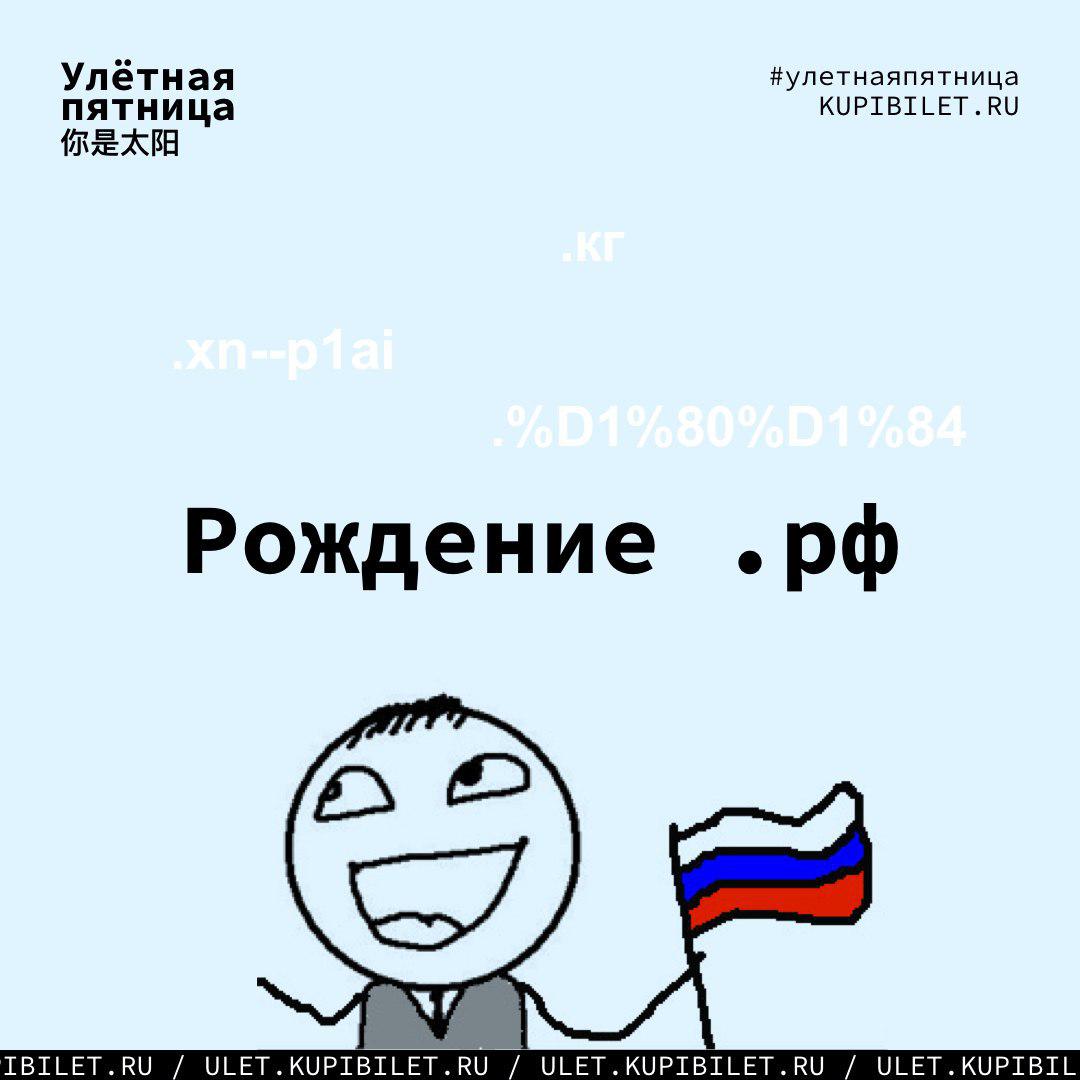 Улётная
пятница
你是太阳
#улетнаяпятница
KUPIBILET.RU
.кг
.xn--p1ai
.%D1%80%D1%84
Рождение .рф
IBILET.RU / ULET.KUPIBILET.RU / ULET.KUPIBILET.RU / ULET.KUPIBIL